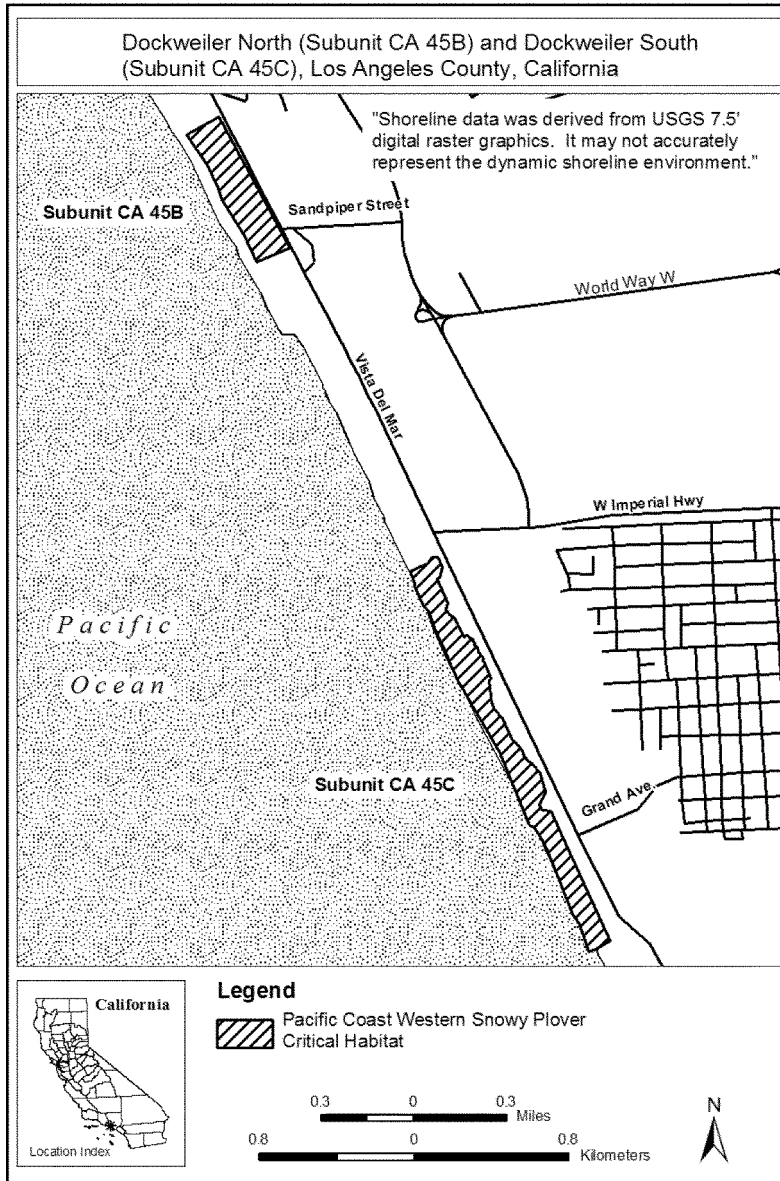 Dockweiler North (Subunit CA 45B) and Dockweiler South
(Subunit CA 45C), Los Angeles County, California
"Shoreline data was derived from USGS 7.5'
digital raster graphics. It may not accurately
represent the dynamic shoreline environment."
Subunit CA 45B
Sandpiper Street
World Way W
Vista Del Mar
W Imperial Hwy
Pacific
Ocean
Subunit CA 45C
Grand Ave.
California
Location Index
Legend
Pacific Coast Western Snowy Plover
Critical Habitat
0.3 0 0.3
Miles
0.8 0 0.8
Kilometers
N